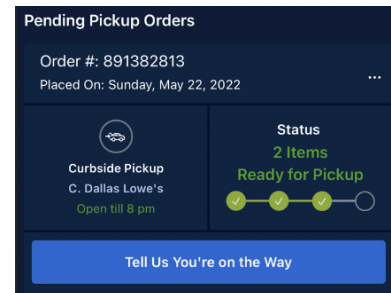 Pending Pickup Orders
Order #: 891382813
Placed On: Sunday, May 22, 2022
...
Curbside Pickup
C. Dallas Lowe's
Open till 8 pm
Status
2 Items
Ready for Pickup
Tell Us You're on the Way